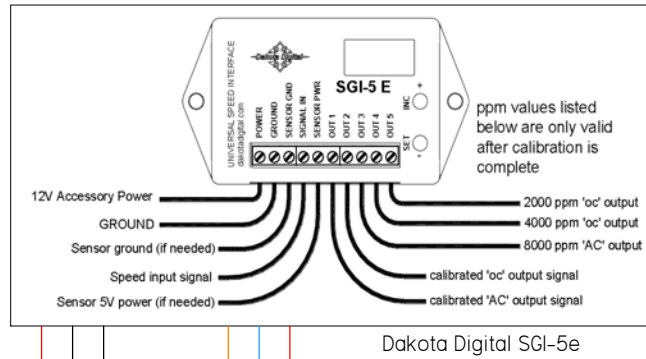 Dakota Digital
SGI-5 E
UNIVERSAL SPEED INTERFACE
dakotadigital.com
POWER
GROUND
SENSOR GND
SIGNAL IN
SENSOR PWR
OUT 1
OUT 2
OUT 3
OUT 4
OUT 5
SET -
INC +
ppm values listed
below are only valid
after calibration is
complete
12V Accessory Power
GROUND
Sensor ground (if needed)
Speed input signal
Sensor 5V power (if needed)
2000 ppm 'oc' output
4000 ppm 'oc' output
8000 ppm 'AC' output
calibrated 'oc' output signal
calibrated 'AC' output signal
Dakota Digital SGI-5e